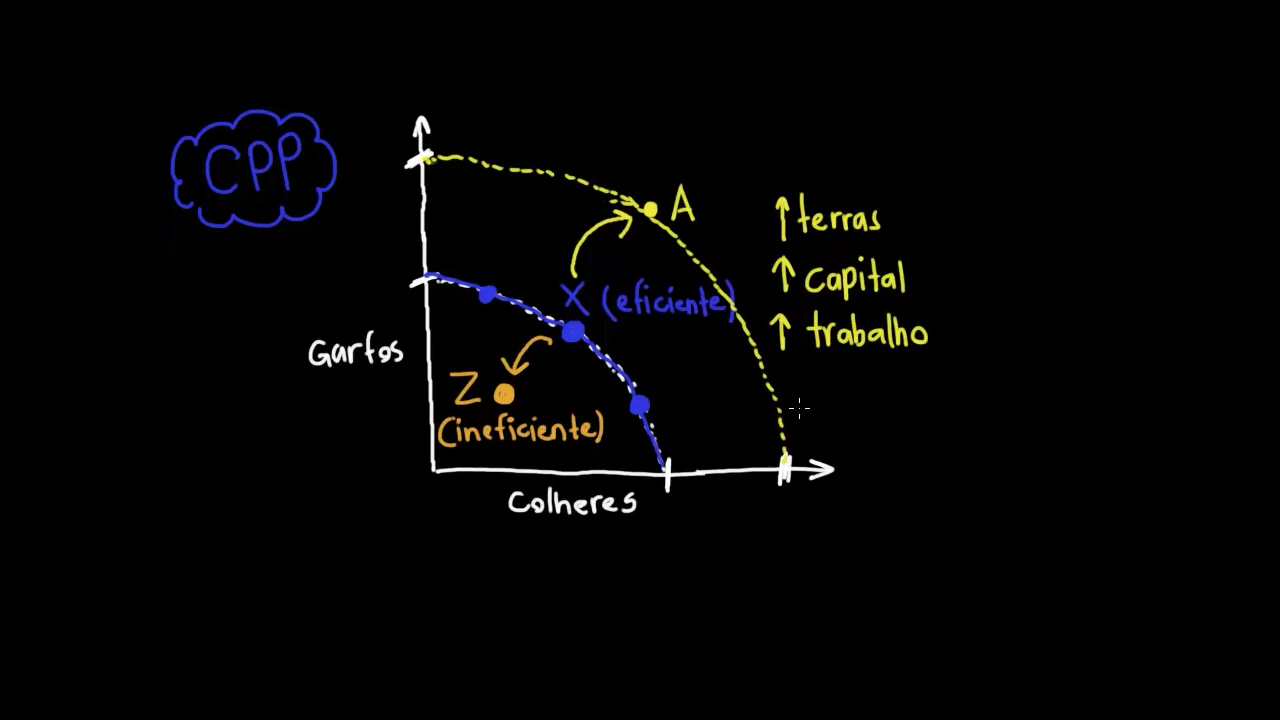 CPP
A
↑ terras
X (eficiente)
↑ capital
↑ trabalho
Garfos
Z
(ineficiente)
Colheres